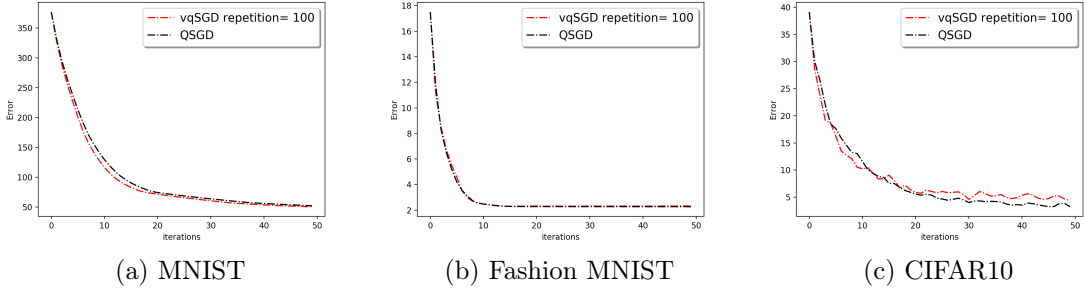 vqSGD repetition= 100
QSGD
Error
350
300
250
200
150
100
50
0 10 20 30 40 50
iterations
(a) MNIST
vqSGD repetition= 100
QSGD
Error
18
16
14
12
10
8
6
4
2
0 10 20 30 40 50
iterations
(b) Fashion MNIST
vqSGD repetition= 100
QSGD
Error
40
35
30
25
20
15
10
5
0 10 20 30 40 50
iterations
(c) CIFAR10